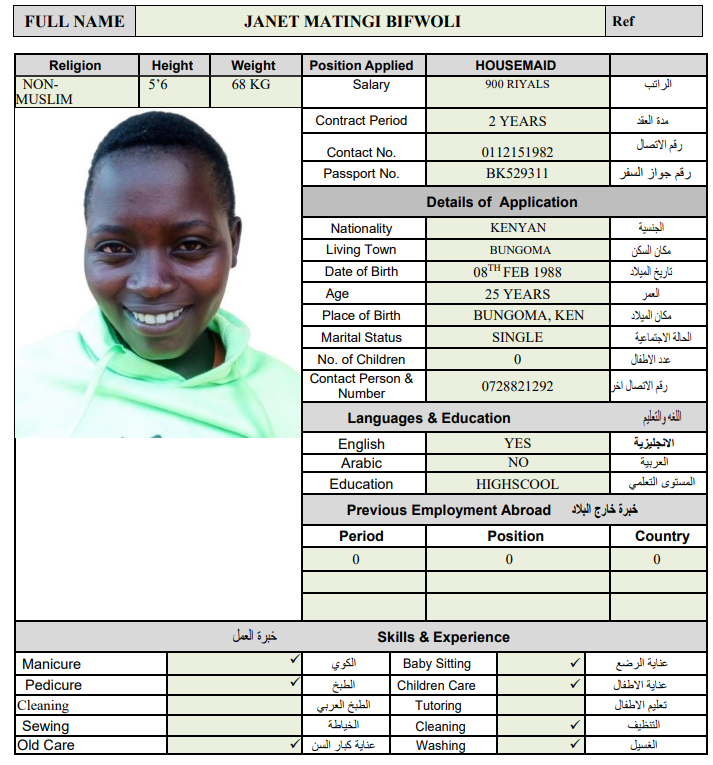 FULL NAME JANET MATINGI BIFWOLI Ref
Religion Height Weight Position Applied HOUSEMAID
NON-MUSLIM 5’6 68 KG Salary 900 RIYALS الراتب
Contract Period 2 YEARS مدة العقد
Contact No. 0112151982 رقم الاتصال
Passport No. BK529311 رقم جواز السفر
Details of Application
Nationality KENYAN الجنسية
Living Town BUNGOMA مكان السكن
Date of Birth 08TH FEB 1988 تاريخ الميلاد
Age 25 YEARS العمر
Place of Birth BUNGOMA, KEN مكان الميلاد
Marital Status SINGLE الحالة الاجتماعية
No. of Children 0 عدد الاطفال
Contact Person & Number 0728821292 رقم الاتصال اخر
Languages & Education اللغه والتعليم
English YES الانجليزية
Arabic NO العربية
Education HIGHSCOOL المستوى التعلمي
Previous Employment Abroad خبرة خارج البلاد
Period Position Country
0 0 0
خبرة العمل Skills & Experience
Manicure ✓ الكوي Baby Sitting ✓ عناية الرضع
Pedicure ✓ الطبخ Children Care ✓ عناية الاطفال
Cleaning الطبخ العربي Tutoring تعليم الاطفال
Sewing الخياطة Cleaning ✓ التنظيف
Old Care ✓ عناية كبار السن Washing ✓ الغسيل